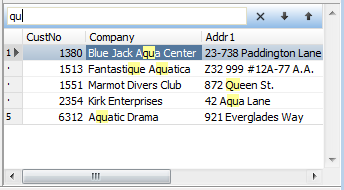 qu
CustNo Company Addr1
1 1380 Blue Jack Aqua Center 23-738 Paddington Lane
1513 Fantastique Aquatica Z32 999 #12A-77 A.A.
1551 Marmot Divers Club 872 Queen St.
2354 Kirk Enterprises 42 Aqua Lane
5 6312 Aquatic Drama 921 Everglades Way